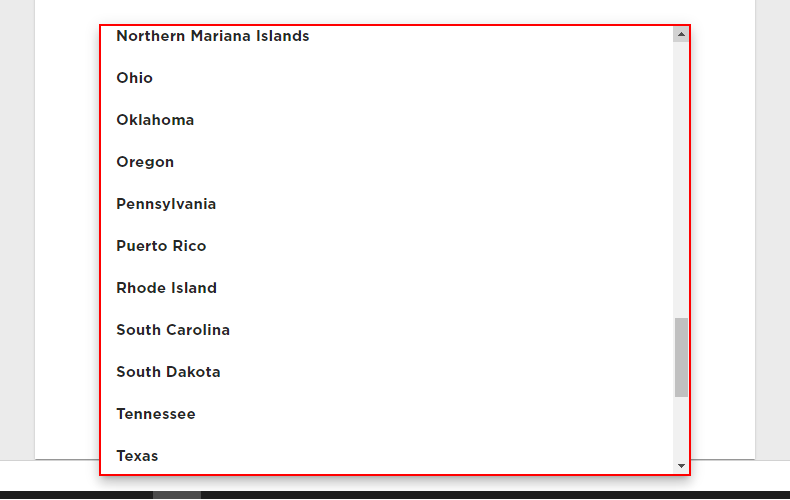 Northern Mariana Islands
Ohio
Oklahoma
Oregon
Pennsylvania
Puerto Rico
Rhode Island
South Carolina
South Dakota
Tennessee
Texas